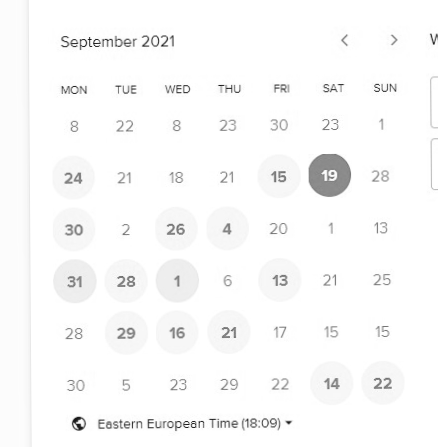 September 2021
MON TUE WED THU FRI SAT SUN
8 22 8 23 30 23 1
24 21 18 21 15 19 28
30 2 26 4 20 1 13
31 28 1 6 13 21 25
28 29 16 21 17 15 15
30 5 23 29 22 14 22
Eastern European Time (18:09)